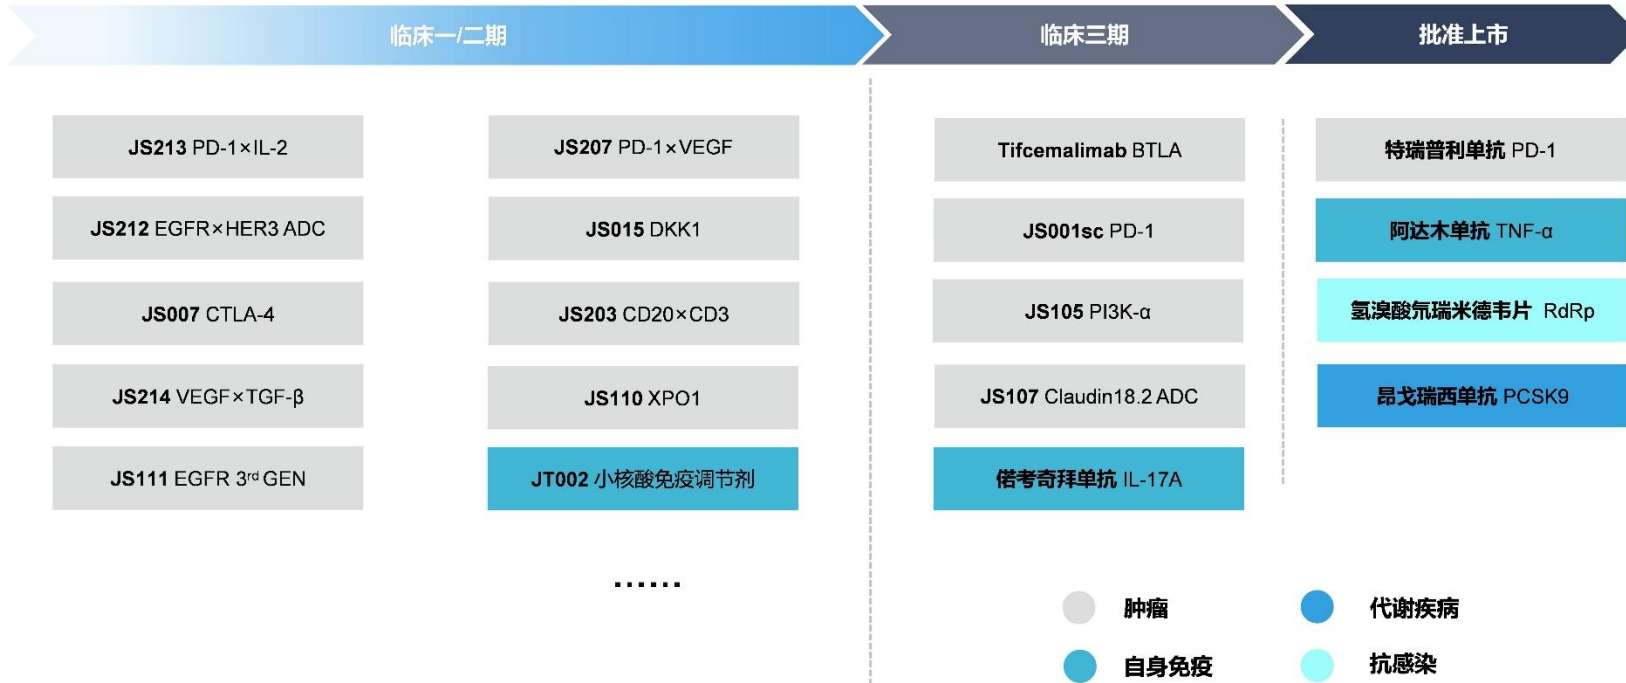 临床一/二期
临床三期
批准上市
JS213 PD-1×IL-2
JS212 EGFR×HER3 ADC
JS007 CTLA-4
JS214 VEGF×TGF-β
JS111 EGFR 3rd GEN
JS207 PD-1×VEGF
JS015 DKK1
JS203 CD20×CD3
JS110 XPO1
JT002 小核酸免疫调节剂
......
Tifcemalimab BTLA
JS001sc PD-1
JS105 PI3K-α
JS107 Claudin18.2 ADC
偌考奇拜单抗 IL-17A
特瑞普利单抗 PD-1
阿达木单抗 TNF-α
氢溴酸氘瑞米德韦片 RdRp
昂戈瑞西单抗 PCSK9
肿瘤
代谢疾病
自身免疫
抗感染